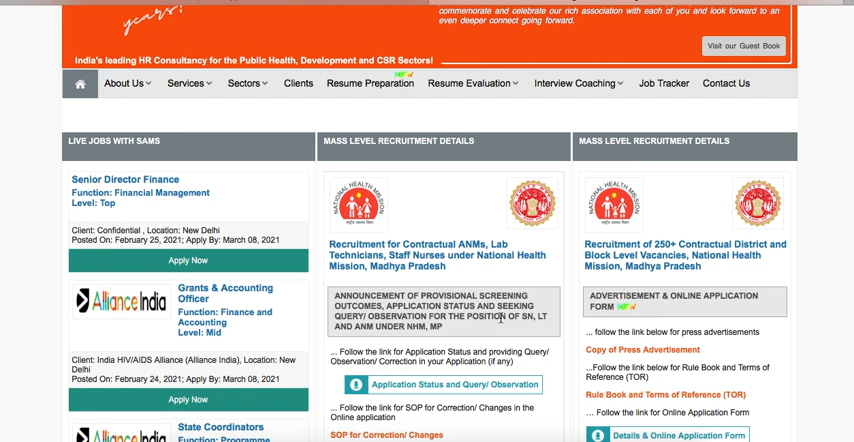 years!
commemorate and celebrate our rich association with each of you and look forward to an
even deeper connect going forward.
Visit our Guest Book
India's leading HR Consultancy for the Public Health, Development and CSR Sectors!
NEW
About Us Services Sectors Clients Resume Preparation Resume Evaluation Interview Coaching Job Tracker Contact Us
LIVE JOBS WITH SAMS
Senior Director Finance
Function: Financial Management
Level: Top
Client: Confidential , Location: New Delhi
Posted On: February 25, 2021; Apply By: March 08, 2021
Apply Now
Alliance India
Grants & Accounting
Officer
Function: Finance and
Accounting
Level: Mid
Client: India HIV/AIDS Alliance (Alliance India), Location: New
Delhi
Posted On: February 24, 2021; Apply By: March 08, 2021
Apply Now
Alliance India
State Coordinators
Function: Programme
MASS LEVEL RECRUITMENT DETAILS
NATIONAL HEALTH MISSION
Recruitment for Contractual ANMs, Lab
Technicians, Staff Nurses under National Health
Mission, Madhya Pradesh
ANNOUNCEMENT OF PROVISIONAL SCREENING
OUTCOMES, APPLICATION STATUS AND SEEKING
QUERY/ OBSERVATION FOR THE POSITION OF SN, LT
AND ANM UNDER NHM, MP
... Follow the link for Application Status and providing Query/
Observation/ Correction in your Application (if any)
Application Status and Query/ Observation
... Follow the link for SOP for Correction/ Changes in the
Online application
SOP for Correction/ Changes
MASS LEVEL RECRUITMENT DETAILS
NATIONAL HEALTH MISSION
Recruitment of 250+ Contractual District and
Block Level Vacancies, National Health
Mission, Madhya Pradesh
ADVERTISEMENT & ONLINE APPLICATION
FORM NEW
... follow the link below for press advertisements
Copy of Press Advertisement
...Follow the link below for Rule Book and Terms of
Reference (TOR)
Rule Book and Terms of Reference (TOR)
... Follow the link for Online Application Form
Details & Online Application Form